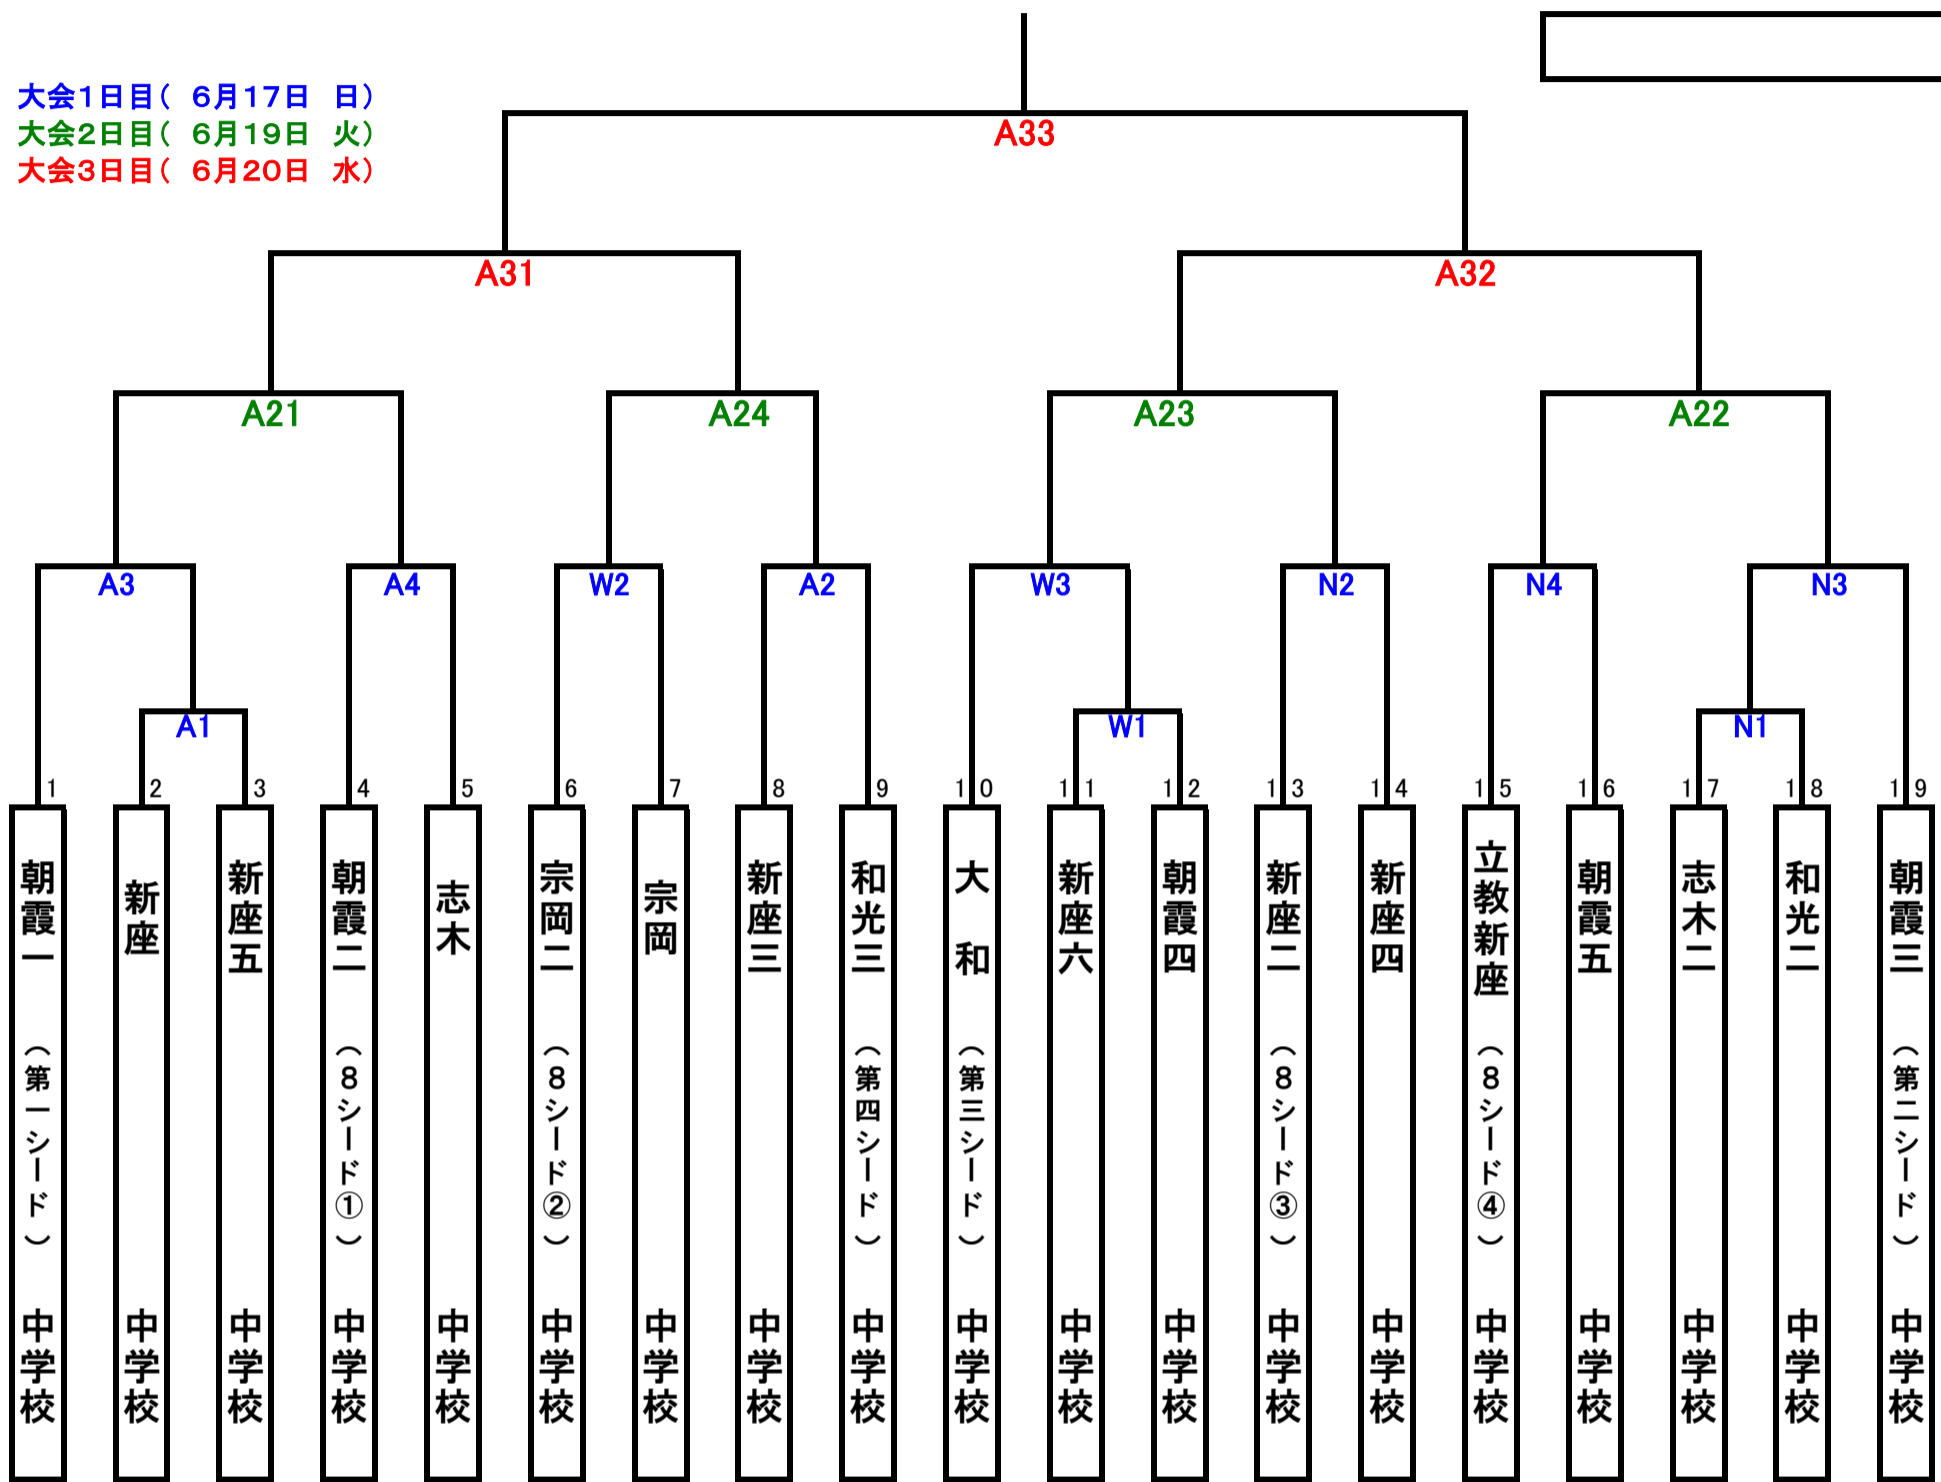 大会1日目( 6月17日 日)
大会2日目( 6月19日 火)
大会3日目( 6月20日 水)
A33
A31
A32
A21
A24
A23
A22
A3
A4
W2
A2
W3
N2
N4
N3
A1
W1
N1
1
2
3
4
5
6
7
8
9
10
11
12
13
14
15
16
17
18
19
朝霞一 (第一シード) 中学校
新座 中学校
新座五 中学校
朝霞二 (8シード①) 中学校
志木 中学校
宗岡二 (8シード②) 中学校
宗岡 中学校
新座三 中学校
和光三 (第四シード) 中学校
大 和 (第三シード) 中学校
新座六 中学校
朝霞四 中学校
新座二 (8シード③) 中学校
新座四 中学校
立教新座 (8シード④) 中学校
朝霞五 中学校
志木二 中学校
和光二 中学校
朝霞三 (第二シード) 中学校